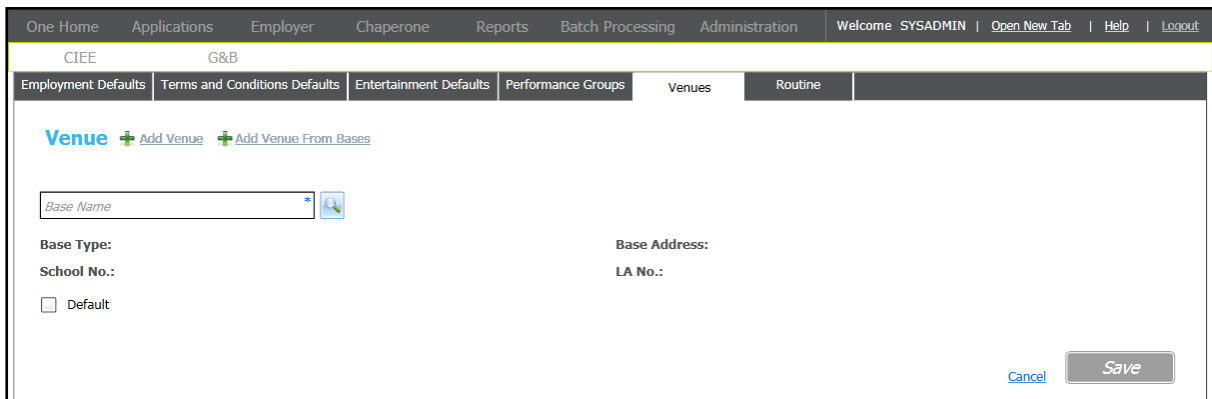 One Home Applications Employer Chaperone Reports Batch Processing Administration Welcome SYSADMIN | Open New Tab | Help | Logout
CIEE G&B
Employment Defaults Terms and Conditions Defaults Entertainment Defaults Performance Groups Venues Routine
Venue Add Venue Add Venue From Bases
Base Name *
Base Type: Base Address:
School No.: LA No.:
Default
Cancel Save